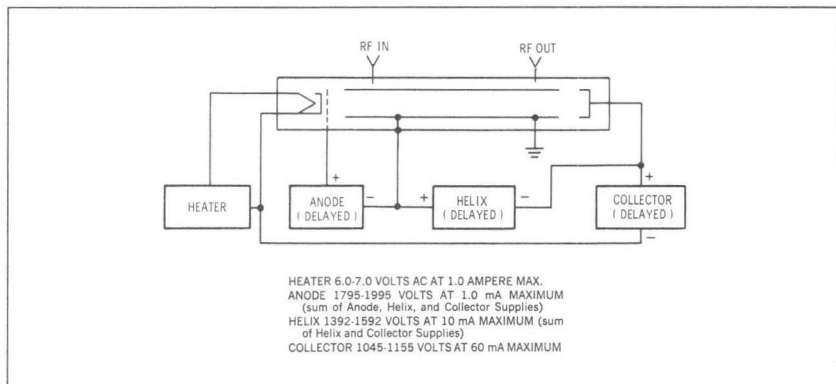 RF IN
RF OUT
+
-
+
-
+
HEATER
ANODE
(DELAYED)
HELIX
(DELAYED)
COLLECTOR
(DELAYED)
-
HEATER 6.0-7.0 VOLTS AC AT 1.0 AMPERE MAX.
ANODE 1795-1995 VOLTS AT 1.0 mA MAXIMUM
(sum of Anode, Helix, and Collector Supplies)
HELIX 1392-1592 VOLTS AT 10 mA MAXIMUM (sum
of Helix and Collector Supplies)
COLLECTOR 1045-1155 VOLTS AT 60 mA MAXIMUM